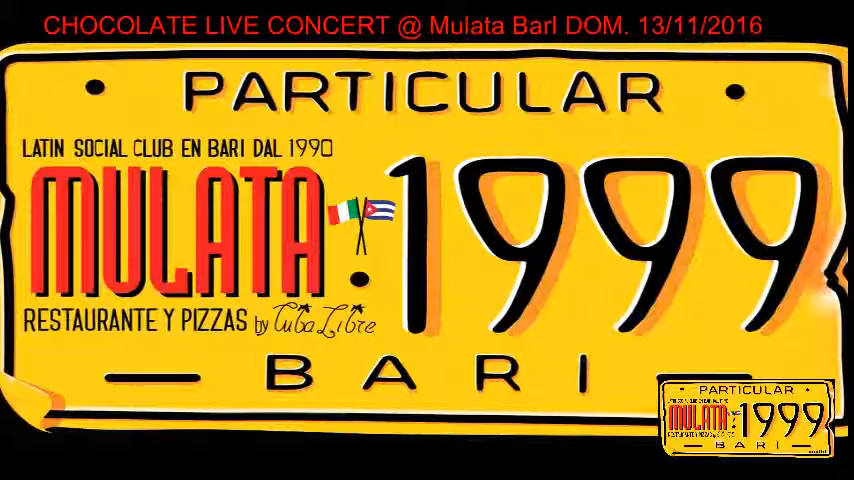 CHOCOLATE LIVE CONCERT @ Mulata BarI DOM. 13/11/2016
PARTICULAR
LATIN SOCIAL CLUB EN BARI DAL 1990
MULATA 1999
RESTAURANTE Y PIZZAS by Cuba Libre
BARI
PARTICULAR
MULATA 1999
BARI